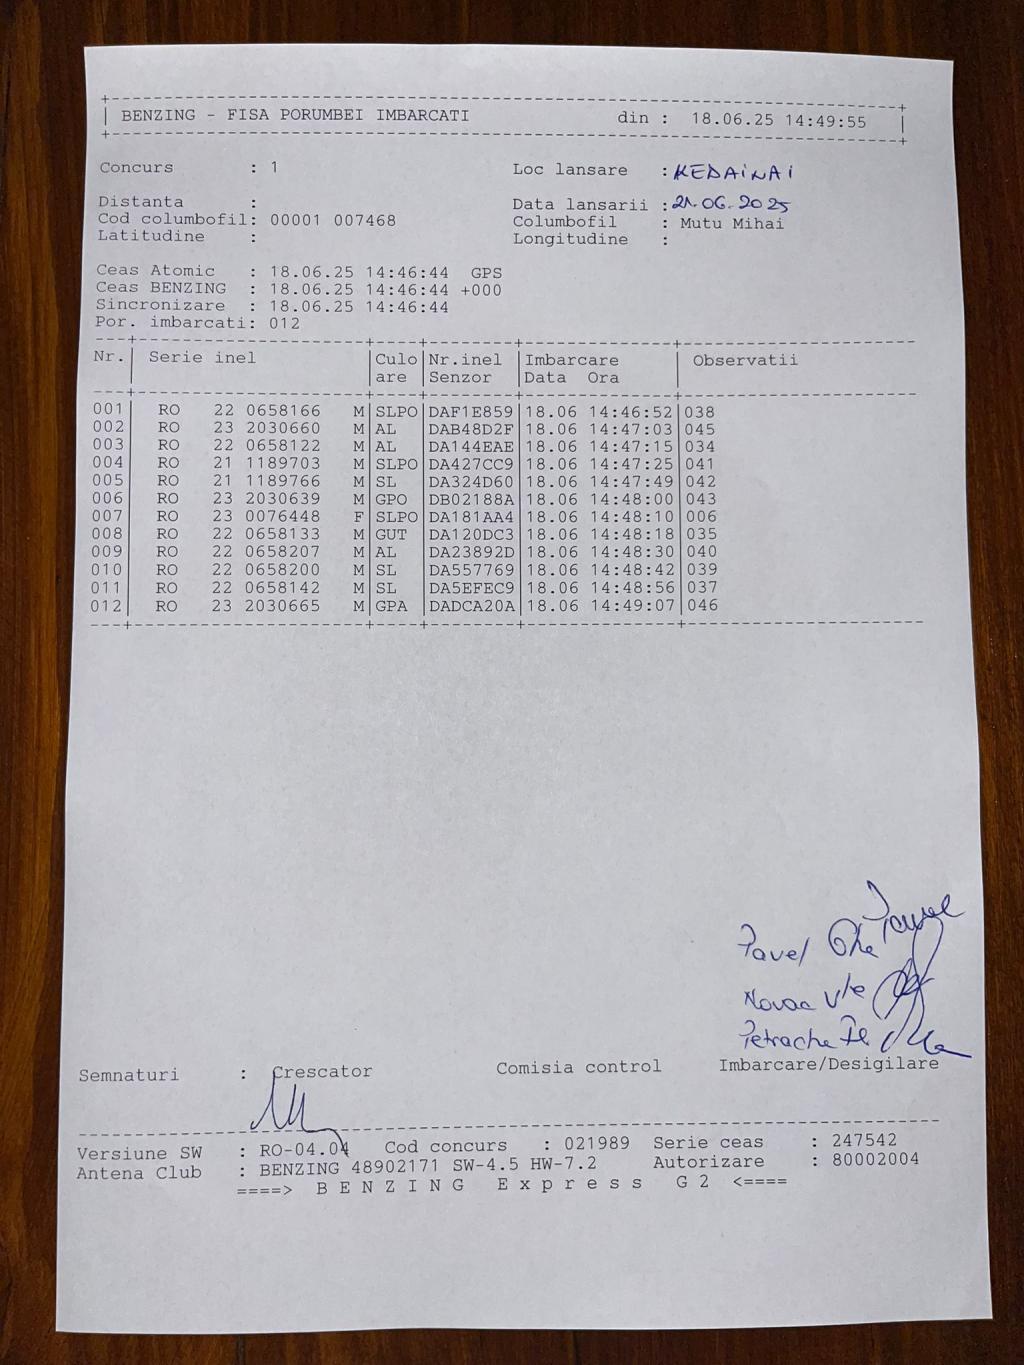 BENZING - FISA PORUMBEI IMBARCATI din : 18.06.25 14:49:55
Concurs : 1 Loc lansare : KEDAiNAi
Distanta : Data lansarii : 21.06.2025
Cod columbofil: 00001 007468 Columbofil : Mutu Mihai
Latitudine : Longitudine :
Ceas Atomic : 18.06.25 14:46:44 GPS
Ceas BENZING : 18.06.25 14:46:44 +000
Sincronizare : 18.06.25 14:46:44
Por. imbarcati: 012
Nr. Serie inel Culo Nr.inel Imbarcare Observatii
are Senzor Data Ora
001 RO 22 0658166 M SLPO DAF1E859 18.06 14:46:52 038
002 RO 23 2030660 M AL DAB48D2F 18.06 14:47:03 045
003 RO 22 0658122 M AL DA144EAE 18.06 14:47:15 034
004 RO 21 1189703 M SLPO DA427CC9 18.06 14:47:25 041
005 RO 21 1189766 M SL DA324D60 18.06 14:47:49 042
006 RO 23 2030639 M GPO DB02188A 18.06 14:48:00 043
007 RO 23 0076448 F SLPO DA181AA4 18.06 14:48:10 006
008 RO 22 0658133 M GUT DA120DC3 18.06 14:48:18 035
009 RO 22 0658207 M AL DA23892D 18.06 14:48:30 040
010 RO 22 0658200 M SL DA557769 18.06 14:48:42 039
011 RO 22 0658142 M SL DA5EFEC9 18.06 14:48:56 037
012 RO 23 2030665 M GPA DADCA20A 18.06 14:49:07 046
Pavel Ghe
Novac V/e
Petrache
Semnaturi : Crescator Comisia control Imbarcare/Desigilare
Versiune SW : RO-04.04 Cod concurs : 021989 Serie ceas : 247542
Antena Club : BENZING 48902171 SW-4.5 HW-7.2 Autorizare : 80002004
====> B E N Z I N G E x p r e s s G 2 <====